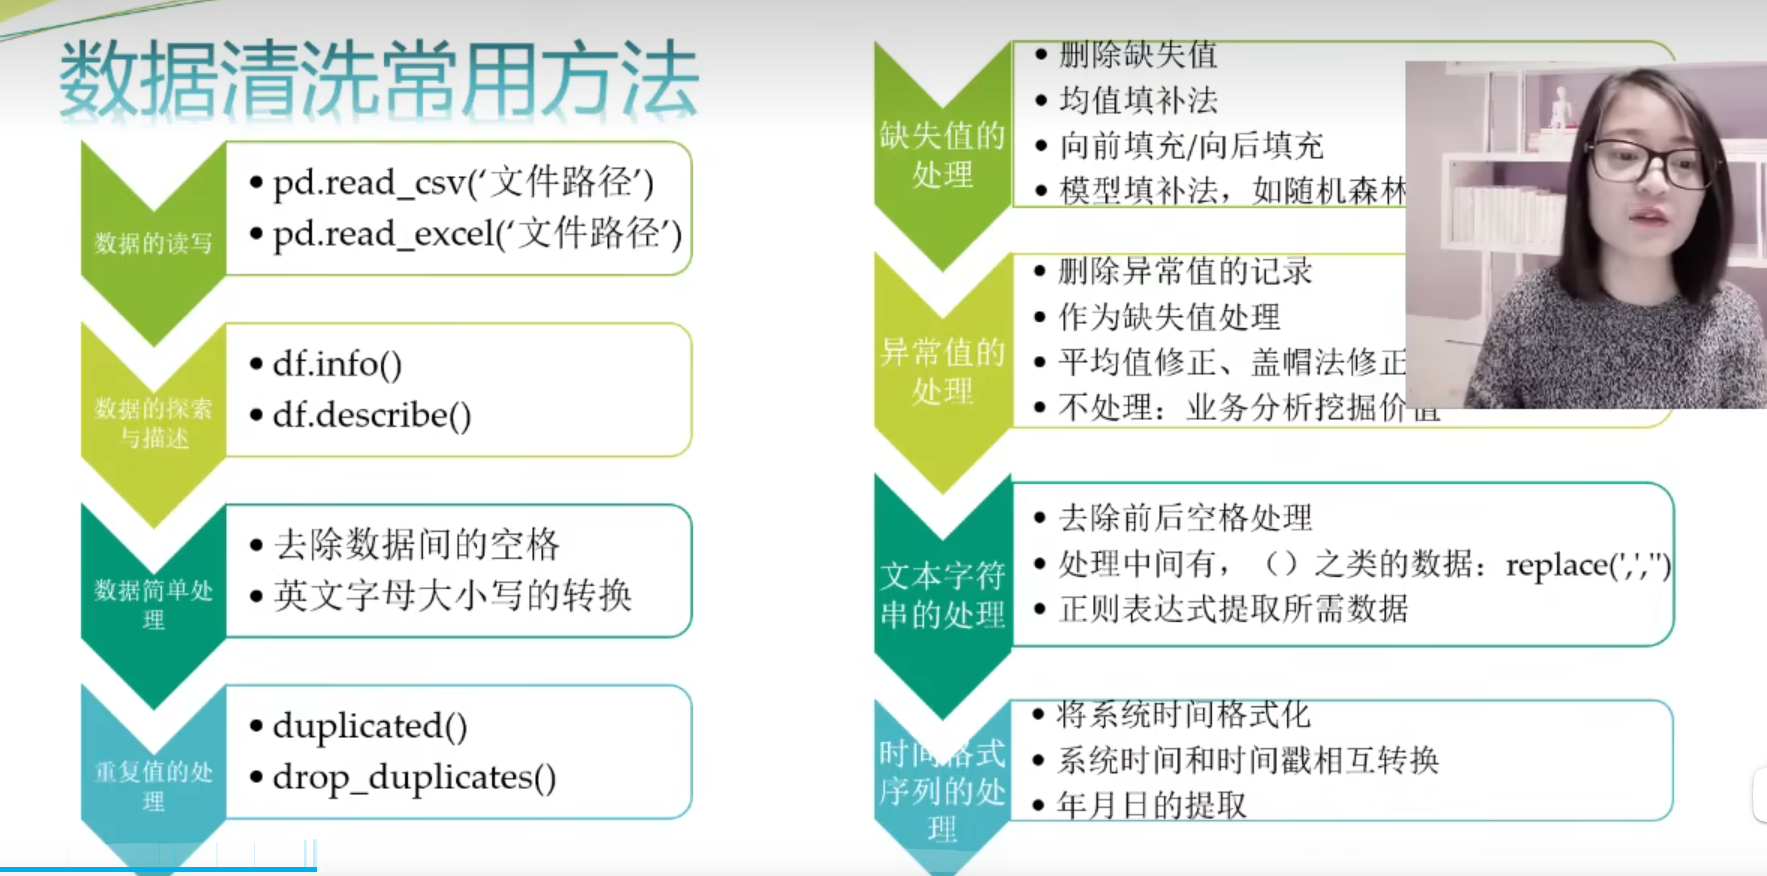 数据清洗常用方法
数据的读写
• pd.read_csv(‘文件路径’)
• pd.read_excel(‘文件路径’)
数据的探索
与描述
• df.info()
• df.describe()
数据简单处
理
• 去除数据间的空格
• 英文字母大小写的转换
重复值的处
理
• duplicated()
• drop_duplicates()
缺失值的
处理
• 删除缺失值
• 均值填补法
• 向前填充/向后填充
• 模型填补法，如随机森林
异常值的
处理
• 删除异常值的记录
• 作为缺失值处理
• 平均值修正、盖帽法修正
• 不处理：业务分析挖掘价值
文本字符
串的处理
• 去除前后空格处理
• 处理中间有，（）之类的数据：replace(',','')
• 正则表达式提取所需数据
时间格式
序列的处
理
• 将系统时间格式化
• 系统时间和时间戳相互转换
• 年月日的提取